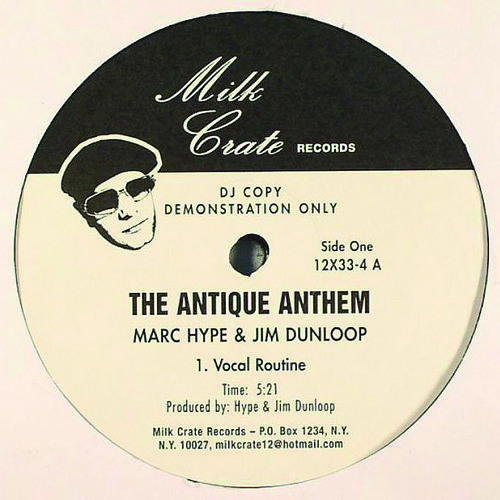 Milk
Crate RECORDS
DJ COPY
DEMONSTRATION ONLY
Side One
12X33-4 A
THE ANTIQUE ANTHEM
MARC HYPE & JIM DUNLOOP
1. Vocal Routine
Time: 5:21
Produced by: Hype & Jim Dunloop
Milk Crate Records – P.O. Box 1234, N.Y.
N.Y. 10027, milkcrate12@hotmail.com